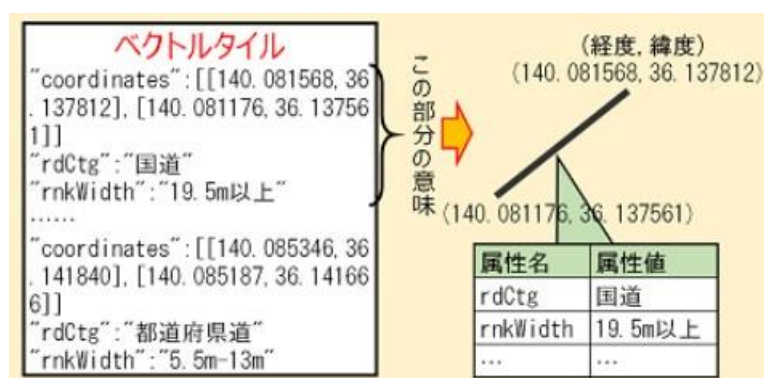 ベクトルタイル
"coordinates":[[140.081568,36
.137812],[140.081176,36.13756
1]]
"rdCtg":"国道"
"rnkWidth":"19.5m以上"
......
"coordinates":[[140.085346,36
.141840],[140.085187,36.14166
6]]
"rdCtg":"都道府県道"
"rnkWidth":"5.5m-13m"
この部分の意味
(経度,緯度)
(140.081568,36.137812)
(140.081176,36.137561)
属性名 属性値
rdCtg 国道
rnkWidth 19.5m以上
... ...